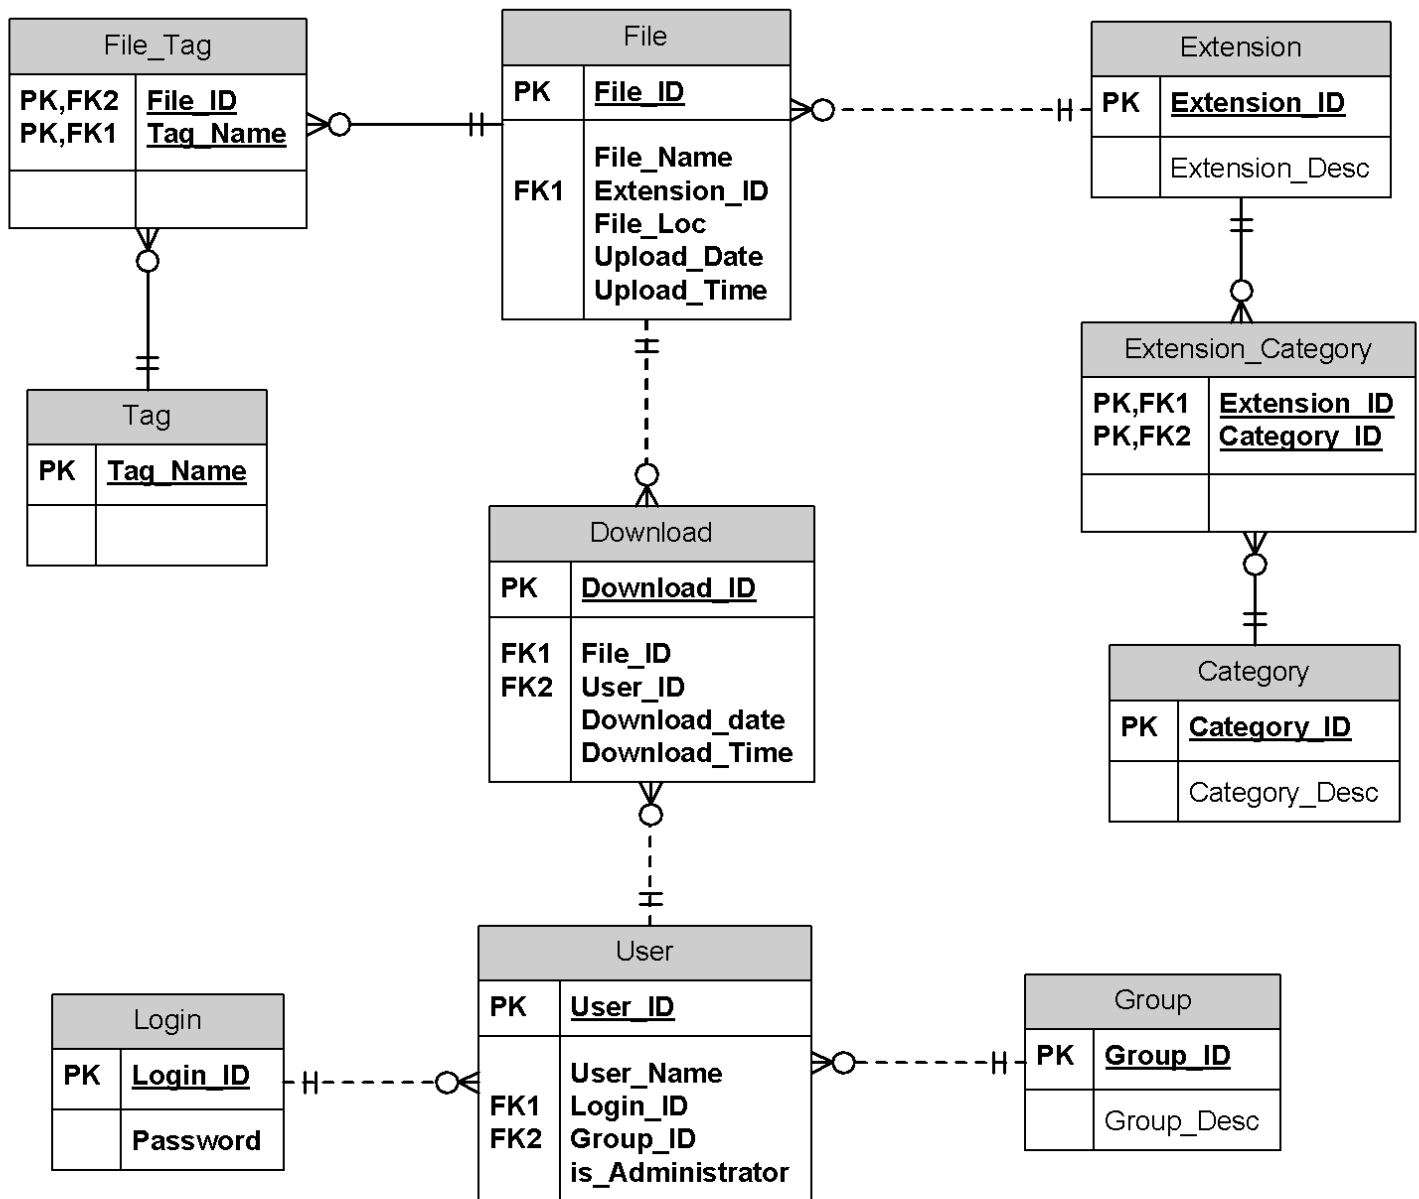 File_Tag
PK,FK2 File_ID
PK,FK1 Tag_Name
File
PK File_ID
File_Name
FK1 Extension_ID
File_Loc
Upload_Date
Upload_Time
Extension
PK Extension_ID
Extension_Desc
Extension_Category
PK,FK1 Extension_ID
PK,FK2 Category_ID
Tag
PK Tag_Name
Download
PK Download_ID
FK1 File_ID
FK2 User_ID
Download_date
Download_Time
Category
PK Category_ID
Category_Desc
Login
PK Login_ID
Password
User
PK User_ID
User_Name
FK1 Login_ID
FK2 Group_ID
is_Administrator
Group
PK Group_ID
Group_Desc